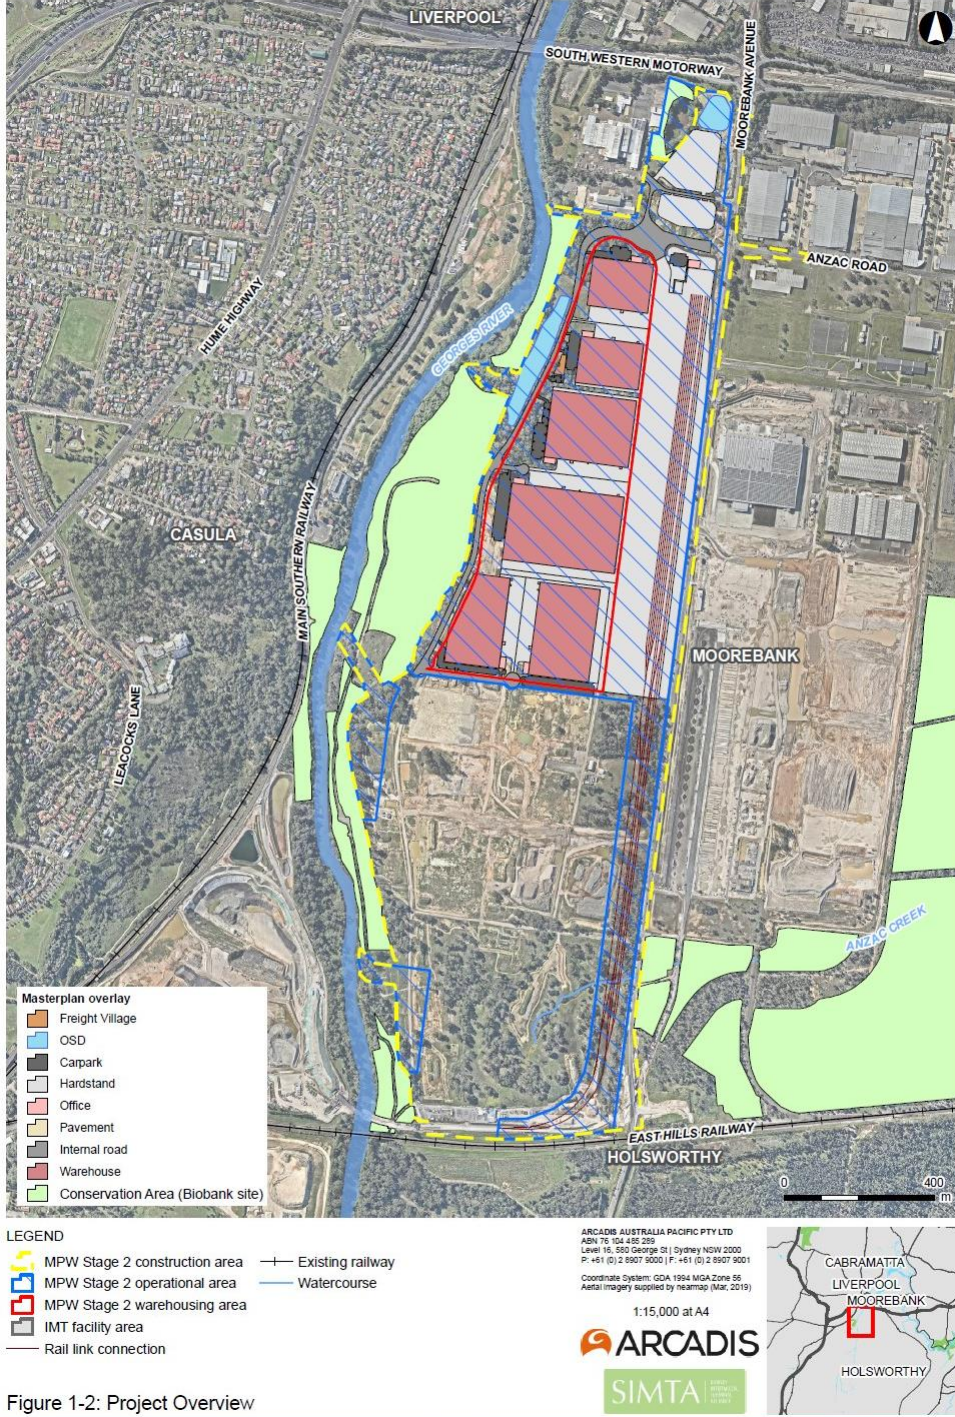 LIVERPOOL
SOUTH WESTERN MOTORWAY
MOOREBANK AVENUE
ANZAC ROAD
HUME HIGHWAY
GEORGES RIVER
CASULA
MAIN SOUTHERN RAILWAY
LEACOCKS LANE
MOOREBANK
ANZAC CREEK
EAST HILLS RAILWAY
HOLSWORTHY
0 400
m
Masterplan overlay
Freight Village
OSD
Carpark
Hardstand
Office
Pavement
Internal road
Warehouse
Conservation Area (Biobank site)
LEGEND
MPW Stage 2 construction area
MPW Stage 2 operational area
MPW Stage 2 warehousing area
IMT facility area
Rail link connection
Existing railway
Watercourse
ARCADIS AUSTRALIA PACIFIC PTY LTD
ABN 76 104 485 289
Level 16, 580 George St | Sydney NSW 2000
P: +61 (0) 2 8907 9000 | F: +61 (0) 2 8907 9001
Coordinate System: GDA 1994 MGA Zone 56
Aerial imagery supplied by nearmap (Mar, 2019)
1:15,000 at A4
ARCADIS
SIMTA
CABRAMATTA
LIVERPOOL
MOOREBANK
HOLSWORTHY
Figure 1-2: Project Overview